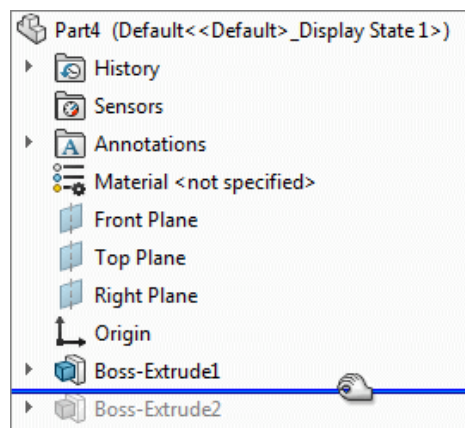 Part4 (Default<<Default>_Display State 1>)
History
Sensors
Annotations
Material <not specified>
Front Plane
Top Plane
Right Plane
Origin
Boss-Extrude1
Boss-Extrude2